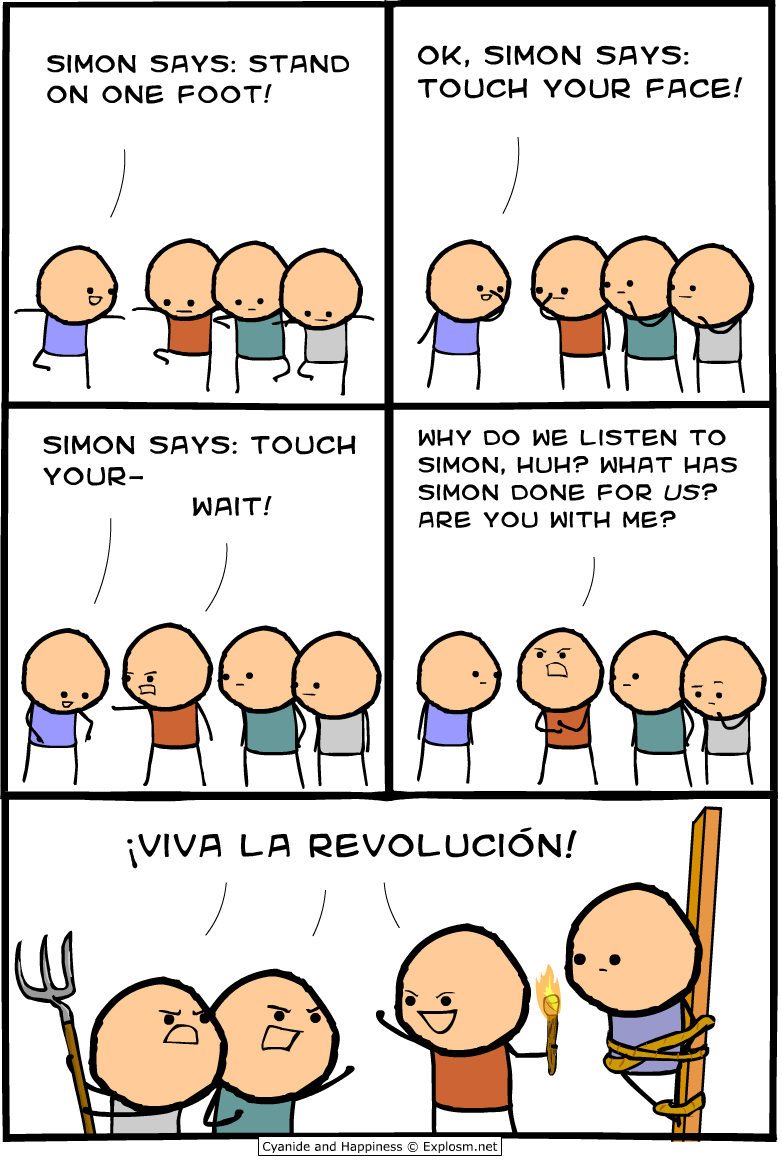 SIMON SAYS: STAND
ON ONE FOOT!
OK, SIMON SAYS:
TOUCH YOUR FACE!
SIMON SAYS: TOUCH
YOUR-
WAIT!
WHY DO WE LISTEN TO
SIMON, HUH? WHAT HAS
SIMON DONE FOR US?
ARE YOU WITH ME?
¡VIVA LA REVOLUCIÓN!
Cyanide and Happiness © Explosm.net